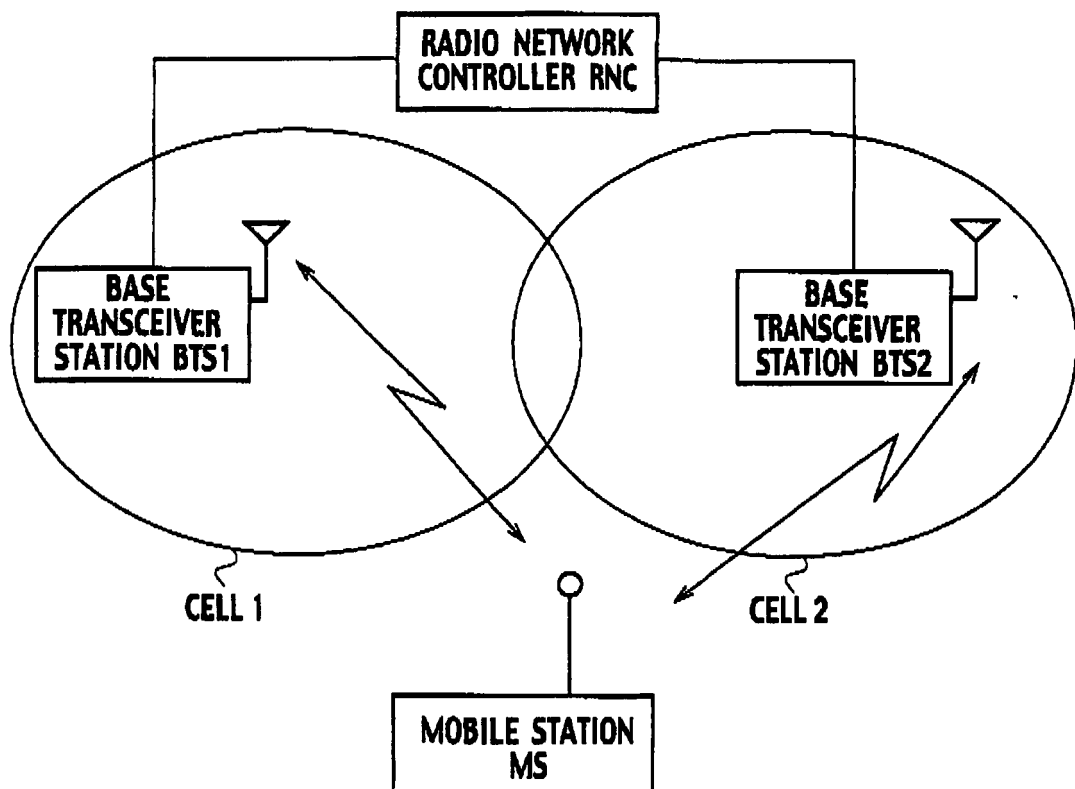 RADIO NETWORK
CONTROLLER RNC
BASE
TRANSCEIVER
STATION BTS1
BASE
TRANSCEIVER
STATION BTS2
CELL 1
CELL 2
MOBILE STATION
MS